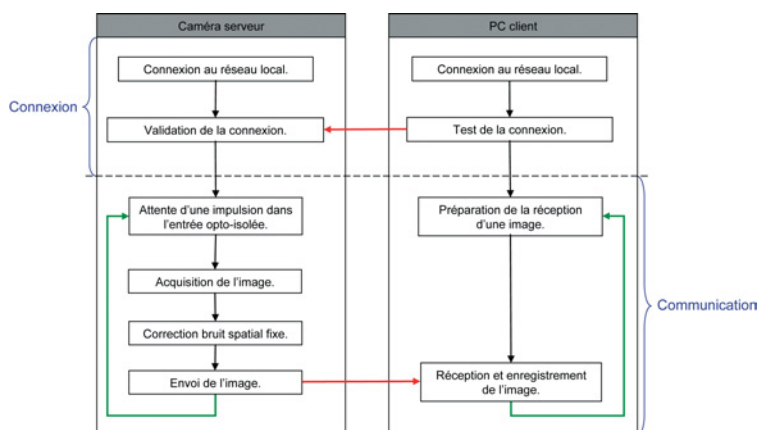 Caméra serveur
PC client
Connexion au réseau local.
Connexion au réseau local.
Connexion
Validation de la connexion.
Test de la connexion.
Attente d'une impulsion dans
l'entrée opto-isolée.
Préparation de la réception
d'une image.
Acquisition de l'image.
Communication
Correction bruit spatial fixe.
Envoi de l'image.
Réception et enregistrement
de l'image.